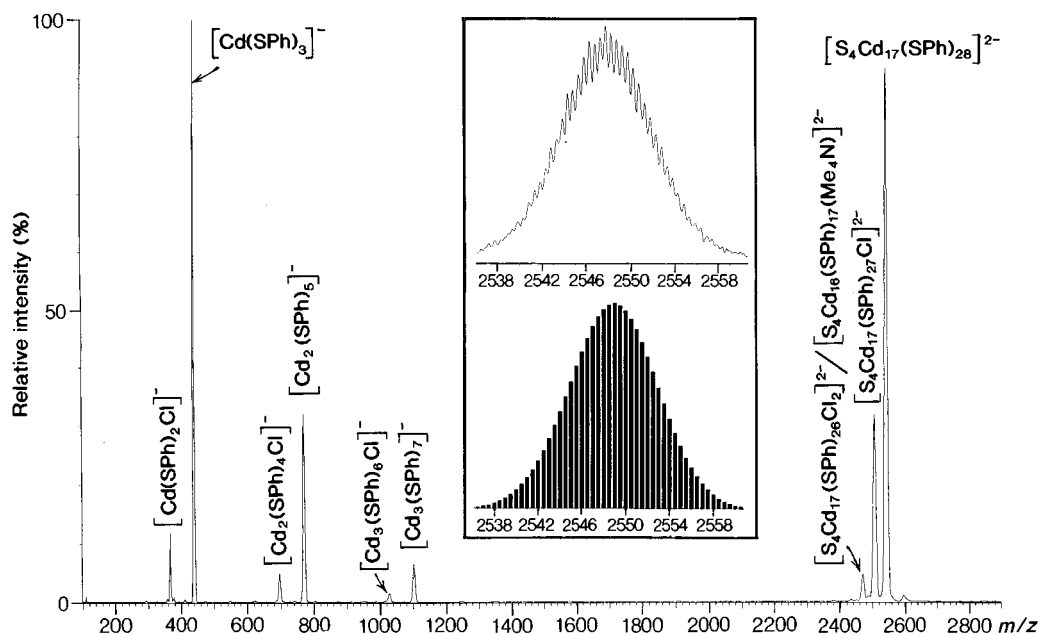 100
50
0
Relative intensity (%)
[Cd(SPh)₃]⁻
[Cd(SPh)₂Cl]⁻
[Cd₂(SPh)₄Cl]⁻
[Cd₂(SPh)₅]⁻
[Cd₃(SPh)₆Cl]⁻
[Cd₃(SPh)₇]⁻
2538 2542 2546 2550 2554 2558
2538 2542 2546 2550 2554 2558
[S₄Cd₁₇(SPh)₂₈]²⁻
[S₄Cd₁₇(SPh)₂₆Cl₂]²⁻/[S₄Cd₁₆(SPh)₁₇(Me₄N)]²⁻
[S₄Cd₁₇(SPh)₂₇Cl]²⁻
200 400 600 800 1000 1200 1400 1600 1800 2000 2200 2400 2600 2800 m/z